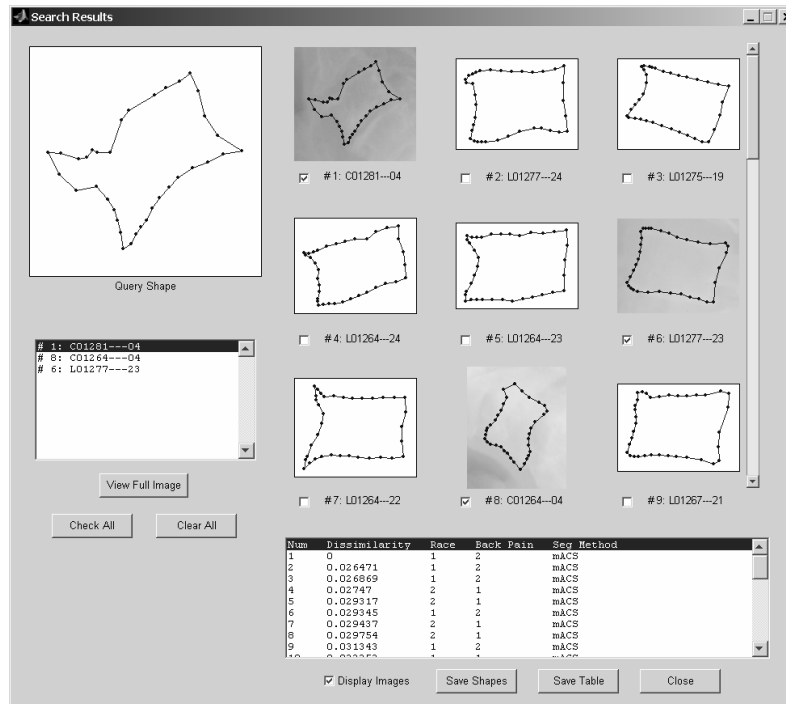 Search Results
Query Shape
#1: C01281---04
#2: L01277---24
#3: L01275---19
#4: L01264---24
#5: L01264---23
#6: L01277---23
#7: L01264---22
#8: C01264---04
#9: L01267---21
# 1: C01281---04
# 8: C01264---04
# 6: L01277---23
View Full Image
Check All Clear All
Num Dissimilarity Race Back Pain Seg Method
1 0 1 2 mACS
2 0.026471 1 2 mACS
3 0.026869 1 2 mACS
4 0.02747 2 1 mACS
5 0.029317 2 1 mACS
6 0.029345 1 2 mACS
7 0.029437 2 1 mACS
8 0.029754 2 1 mACS
9 0.031343 1 2 mACS
Display Images Save Shapes Save Table Close